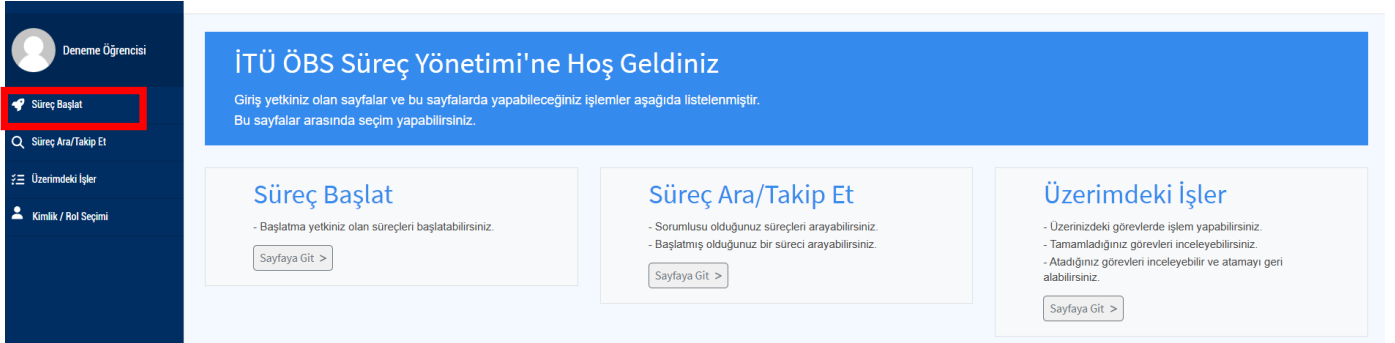 Deneme Öğrencisi
Süreç Başlat
Süreç Ara/Takip Et
Üzerimdeki İşler
Kimlik / Rol Seçimi
İTÜ ÖBS Süreç Yönetimi'ne Hoş Geldiniz
Giriş yetkiniz olan sayfalar ve bu sayfalarda yapabileceğiniz işlemler aşağıda listelenmiştir.
Bu sayfalar arasında seçim yapabilirsiniz.
Süreç Başlat
- Başlatma yetkiniz olan süreçleri başlatabilirsiniz.
Sayfaya Git >
Süreç Ara/Takip Et
- Sorumlusu olduğunuz süreçleri arayabilirsiniz.
- Başlatmış olduğunuz bir süreci arayabilirsiniz.
Sayfaya Git >
Üzerimdeki İşler
- Üzerinizdeki görevlerde işlem yapabilirsiniz.
- Tamamladığınız görevleri inceleyebilirsiniz.
- Atadığınız görevleri inceleyebilir ve atamayı geri
alabilirsiniz.
Sayfaya Git >